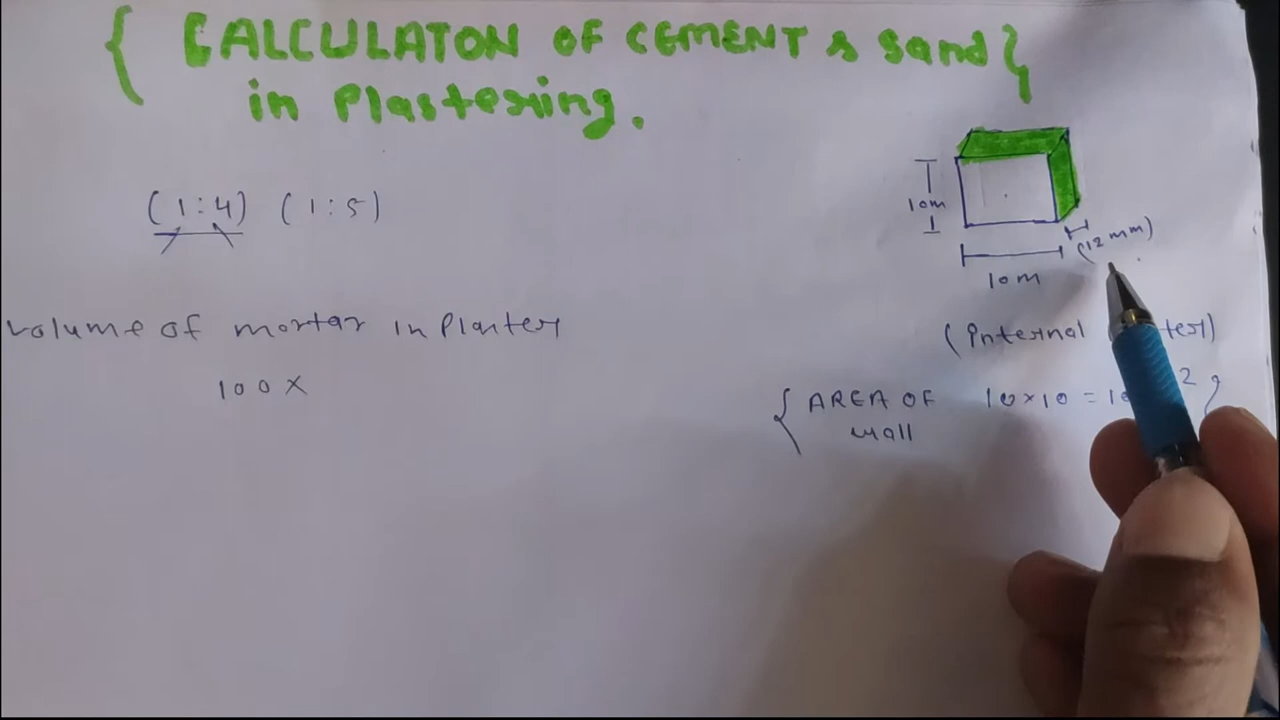 { CALCULATON OF CEMENT & Sand }
in Plastering.
(1:4) (1:5)
10m
(12 mm)
10m
volume of mortar in Plaster
(Internal
100 X
{ AREA OF 10×10 = 2 }
wall